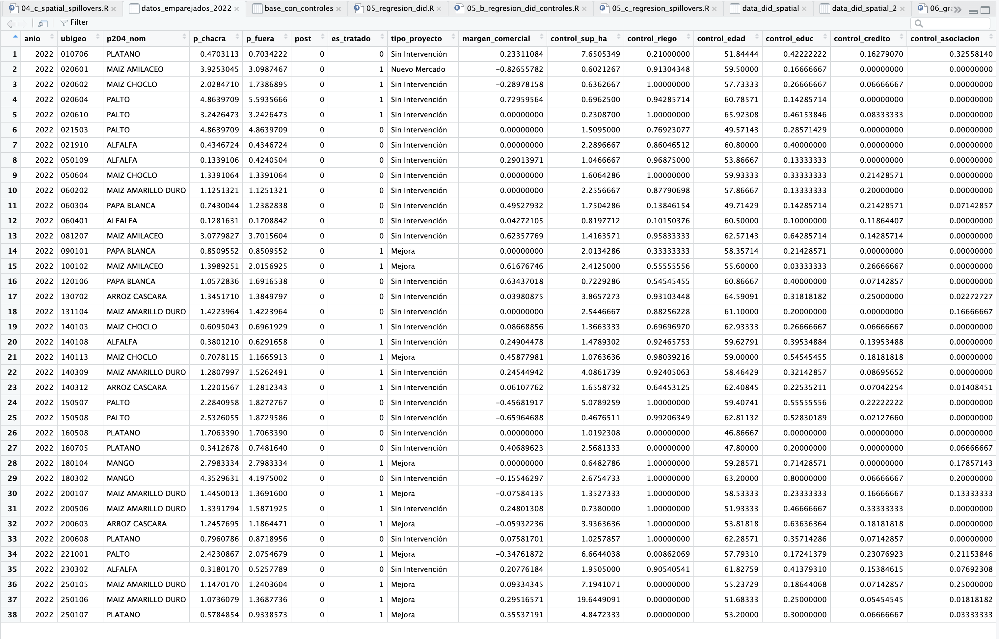 04_c_spatial_spillovers.R datos_emparejados_2022 base_con_controles 05_regresion_did.R 05_b_regresion_did_controles.R 05_c_regresion_spillovers.R data_did_spatial data_did_spatial_2 06_gr
Filter
anio ubigeo p204_nom p_chacra p_fuera post es_tratado tipo_proyecto margen_comercial control_sup_ha control_riego control_edad control_educ control_credito control_asociacion
1 2022 010706 PLATANO 0.4703113 0.7034222 0 0 Sin Intervención 0.23311084 7.6505349 0.21000000 51.84444 0.42222222 0.16279070 0.32558140
2 2022 020601 MAIZ AMILACEO 3.9253045 3.0987467 0 1 Nuevo Mercado −0.82655782 0.6021267 0.91304348 59.50000 0.16666667 0.00000000 0.00000000
3 2022 020602 MAIZ CHOCLO 2.0284710 1.7386895 0 1 Sin Intervención −0.28978158 0.6362667 1.00000000 57.73333 0.26666667 0.06666667 0.00000000
4 2022 020604 PALTO 4.8639709 5.5935666 0 1 Sin Intervención 0.72959564 0.6962500 0.94285714 60.78571 0.14285714 0.00000000 0.00000000
5 2022 020610 PALTO 3.2426473 3.2426473 0 1 Sin Intervención 0.00000000 0.2308700 1.00000000 65.92308 0.46153846 0.08333333 0.00000000
6 2022 021503 PALTO 4.8639709 4.8639709 0 0 Sin Intervención 0.00000000 1.5095000 0.76923077 49.57143 0.28571429 0.00000000 0.00000000
7 2022 021910 ALFALFA 0.4346724 0.4346724 0 0 Sin Intervención 0.00000000 2.2896667 0.86046512 60.80000 0.40000000 0.00000000 0.00000000
8 2022 050109 ALFALFA 0.1339106 0.4240504 0 0 Sin Intervención 0.29013971 1.0466667 0.96875000 53.86667 0.13333333 0.00000000 0.00000000
9 2022 050604 MAIZ CHOCLO 1.3391064 1.3391064 0 0 Sin Intervención 0.00000000 1.6064286 1.00000000 59.93333 0.33333333 0.21428571 0.00000000
10 2022 060202 MAIZ AMARILLO DURO 1.1251321 1.1251321 0 0 Sin Intervención 0.00000000 2.2556667 0.87790698 57.86667 0.13333333 0.20000000 0.00000000
11 2022 060304 PAPA BLANCA 0.7430044 1.2382838 0 0 Sin Intervención 0.49527932 1.7504286 0.13846154 49.71429 0.14285714 0.21428571 0.07142857
12 2022 060401 ALFALFA 0.1281631 0.1708842 0 0 Sin Intervención 0.04272105 0.8197712 0.10150376 60.50000 0.10000000 0.11864407 0.00000000
13 2022 081207 MAIZ AMILACEO 3.0779827 3.7015604 0 0 Sin Intervención 0.62357769 1.4163571 0.95833333 62.57143 0.64285714 0.14285714 0.00000000
14 2022 090101 PAPA BLANCA 0.8509552 0.8509552 0 1 Mejora 0.00000000 2.0134286 0.33333333 58.35714 0.21428571 0.00000000 0.00000000
15 2022 100102 MAIZ AMILACEO 1.3989251 2.0156925 0 1 Mejora 0.61676746 2.4125000 0.55555556 55.60000 0.03333333 0.26666667 0.00000000
16 2022 120106 PAPA BLANCA 1.0572836 1.6916538 0 0 Sin Intervención 0.63437018 0.7229286 0.54545455 60.86667 0.40000000 0.07142857 0.00000000
17 2022 130702 ARROZ CASCARA 1.3451710 1.3849797 0 0 Sin Intervención 0.03980875 3.8657273 0.93103448 64.59091 0.31818182 0.25000000 0.02272727
18 2022 131104 MAIZ AMARILLO DURO 1.4223964 1.4223964 0 0 Sin Intervención 0.00000000 2.5446667 0.88256228 61.10000 0.20000000 0.00000000 0.16666667
19 2022 140103 MAIZ CHOCLO 0.6095043 0.6961929 0 1 Sin Intervención 0.08668856 1.3663333 0.69696970 62.93333 0.26666667 0.06666667 0.00000000
20 2022 140108 ALFALFA 0.3801210 0.6291658 0 1 Sin Intervención 0.24904478 1.4789302 0.92465753 59.62791 0.39534884 0.13953488 0.00000000
21 2022 140113 MAIZ CHOCLO 0.7078115 1.1665913 0 1 Mejora 0.45877981 1.0763636 0.98039216 59.00000 0.54545455 0.18181818 0.00000000
22 2022 140309 MAIZ AMARILLO DURO 1.2807997 1.5262491 0 1 Sin Intervención 0.24544942 4.0861739 0.92405063 58.46429 0.32142857 0.08695652 0.00000000
23 2022 140312 ARROZ CASCARA 1.2201567 1.2812343 0 1 Sin Intervención 0.06107762 1.6558732 0.64453125 62.40845 0.22535211 0.07042254 0.01408451
24 2022 150507 PALTO 2.2840958 1.8272767 0 0 Sin Intervención −0.45681917 5.0789259 1.00000000 59.40741 0.55555556 0.22222222 0.00000000
25 2022 150508 PALTO 2.5326055 1.8729586 0 0 Sin Intervención −0.65964688 0.4676511 0.99206349 62.81132 0.52830189 0.02127660 0.00000000
26 2022 160508 PLATANO 1.7063390 1.7063390 0 0 Sin Intervención 0.00000000 1.0192308 0.00000000 46.86667 0.00000000 0.00000000 0.00000000
27 2022 160705 PLATANO 0.3412678 0.7481640 0 0 Sin Intervención 0.40689623 2.5681333 0.00000000 47.80000 0.20000000 0.00000000 0.06666667
28 2022 180104 MANGO 2.7983334 2.7983334 0 1 Mejora 0.00000000 0.6482786 1.00000000 59.28571 0.71428571 0.00000000 0.17857143
29 2022 180302 MANGO 4.3529631 4.1975002 0 0 Sin Intervención −0.15546297 2.6754733 1.00000000 63.20000 0.80000000 0.06666667 0.20000000
30 2022 200107 MAIZ AMARILLO DURO 1.4450013 1.3691600 0 1 Mejora −0.07584135 1.3527333 1.00000000 58.53333 0.23333333 0.16666667 0.13333333
31 2022 200506 MAIZ AMARILLO DURO 1.3391794 1.5871925 0 1 Sin Intervención 0.24801308 0.7380000 1.00000000 51.93333 0.46666667 0.33333333 0.00000000
32 2022 200603 ARROZ CASCARA 1.2457695 1.1864471 0 1 Mejora −0.05932236 3.9363636 1.00000000 53.81818 0.63636364 0.18181818 0.00000000
33 2022 200608 PLATANO 0.7960786 0.8718956 0 0 Sin Intervención 0.07581701 1.0257857 1.00000000 62.28571 0.35714286 0.07142857 0.00000000
34 2022 221001 PALTO 2.4230867 2.0754679 0 1 Mejora −0.34761872 6.6644038 0.00862069 57.79310 0.17241379 0.23076923 0.21153846
35 2022 230302 ALFALFA 0.3180170 0.5257789 0 0 Sin Intervención 0.20776184 1.9505000 0.90540541 61.82759 0.41379310 0.15384615 0.07692308
36 2022 250105 MAIZ AMARILLO DURO 1.1470170 1.2403604 0 1 Mejora 0.09334345 7.1941071 0.00000000 55.23729 0.18644068 0.07142857 0.25000000
37 2022 250106 MAIZ AMARILLO DURO 1.0736079 1.3687736 0 1 Mejora 0.29516571 19.6449091 0.00000000 51.68333 0.25000000 0.05454545 0.01818182
38 2022 250107 PLATANO 0.5784854 0.9338573 0 1 Mejora 0.35537191 4.8472333 0.00000000 53.20000 0.30000000 0.06666667 0.03333333